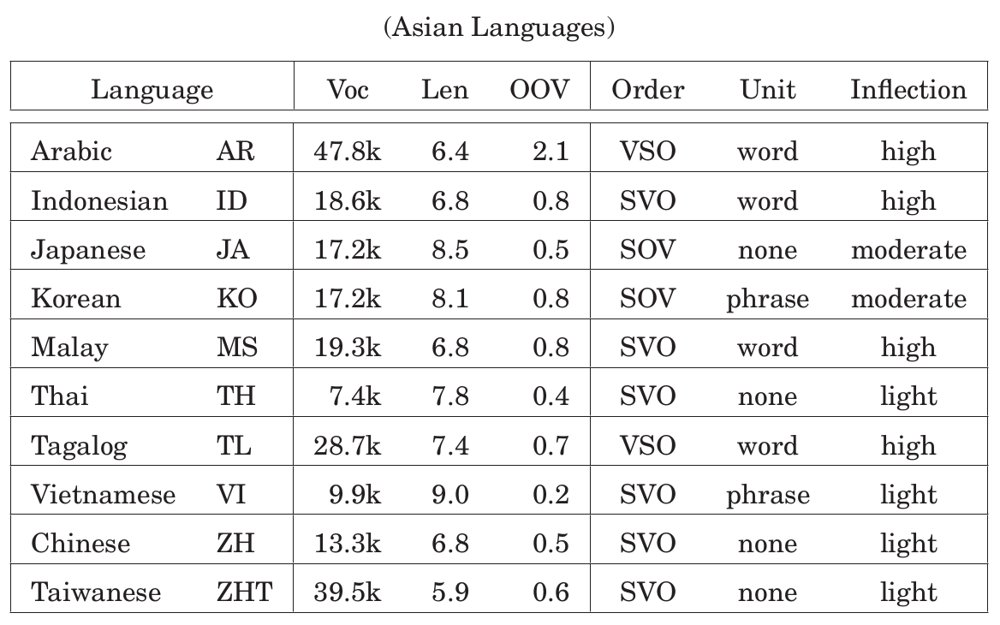 (Asian Languages)
Language Voc Len OOV Order Unit Inflection
Arabic AR 47.8k 6.4 2.1 VSO word high
Indonesian ID 18.6k 6.8 0.8 SVO word high
Japanese JA 17.2k 8.5 0.5 SOV none moderate
Korean KO 17.2k 8.1 0.8 SOV phrase moderate
Malay MS 19.3k 6.8 0.8 SVO word high
Thai TH 7.4k 7.8 0.4 SVO none light
Tagalog TL 28.7k 7.4 0.7 VSO word high
Vietnamese VI 9.9k 9.0 0.2 SVO phrase light
Chinese ZH 13.3k 6.8 0.5 SVO none light
Taiwanese ZHT 39.5k 5.9 0.6 SVO none light